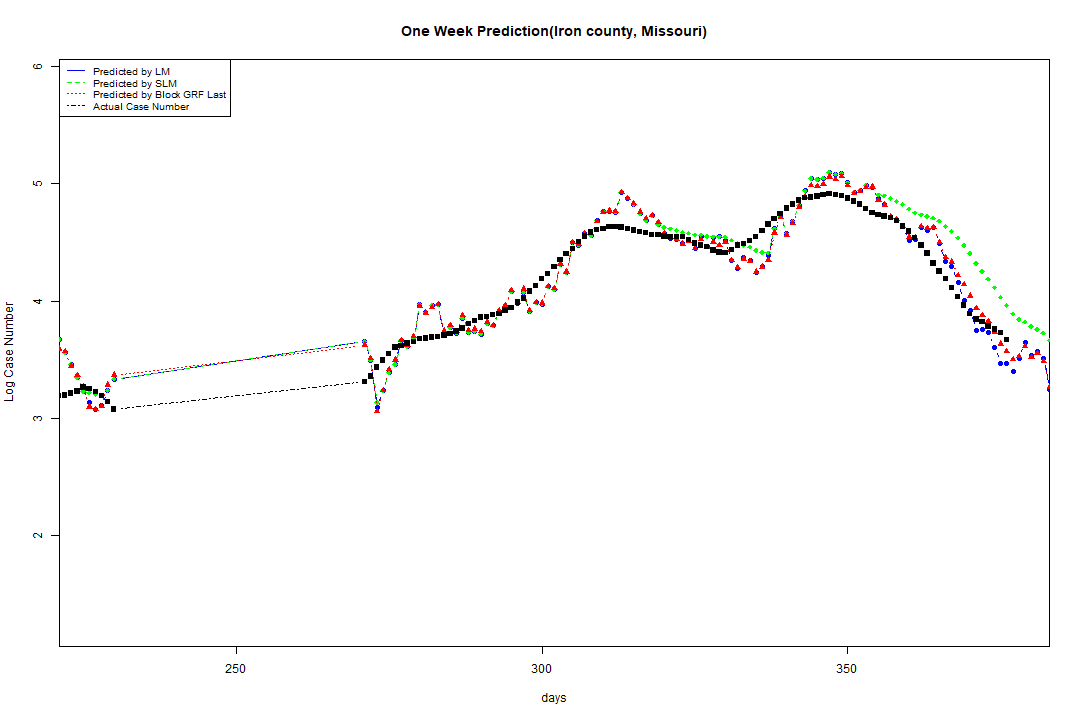 One Week Prediction(Iron county, Missouri)
Predicted by LM
Predicted by SLM
Predicted by Block GRF Last
Actual Case Number
6
5
4
3
2
Log Case Number
250
300
350
days